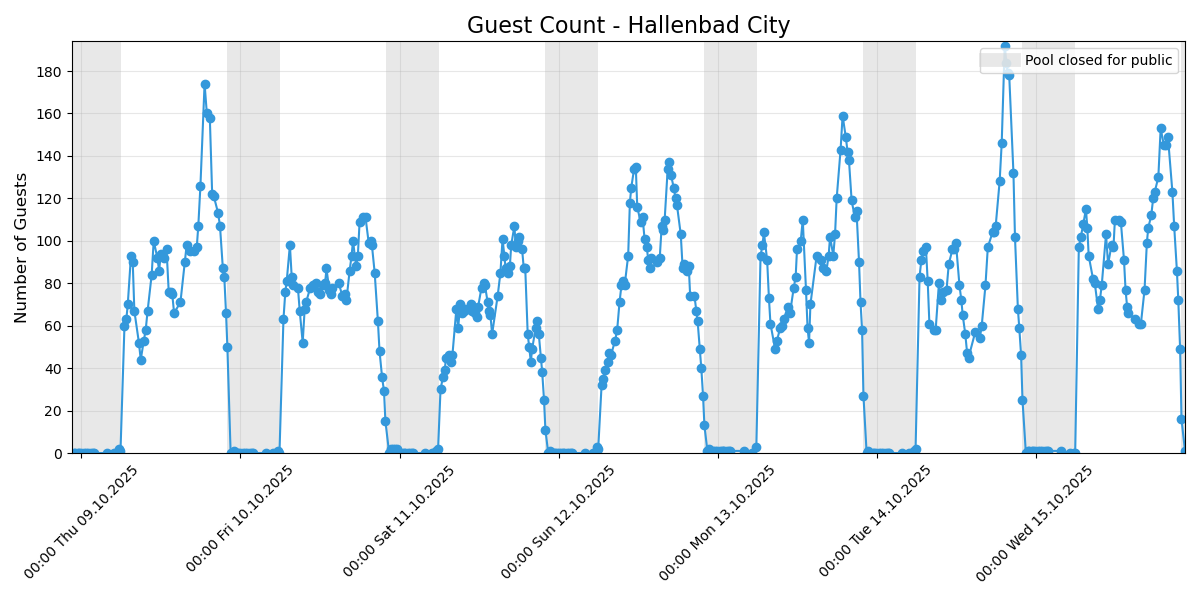 Guest Count - Hallenbad City
Pool closed for public
Number of Guests
180
160
140
120
100
80
60
40
20
0
00:00 Thu 09.10.2025
00:00 Fri 10.10.2025
00:00 Sat 11.10.2025
00:00 Sun 12.10.2025
00:00 Mon 13.10.2025
00:00 Tue 14.10.2025
00:00 Wed 15.10.2025